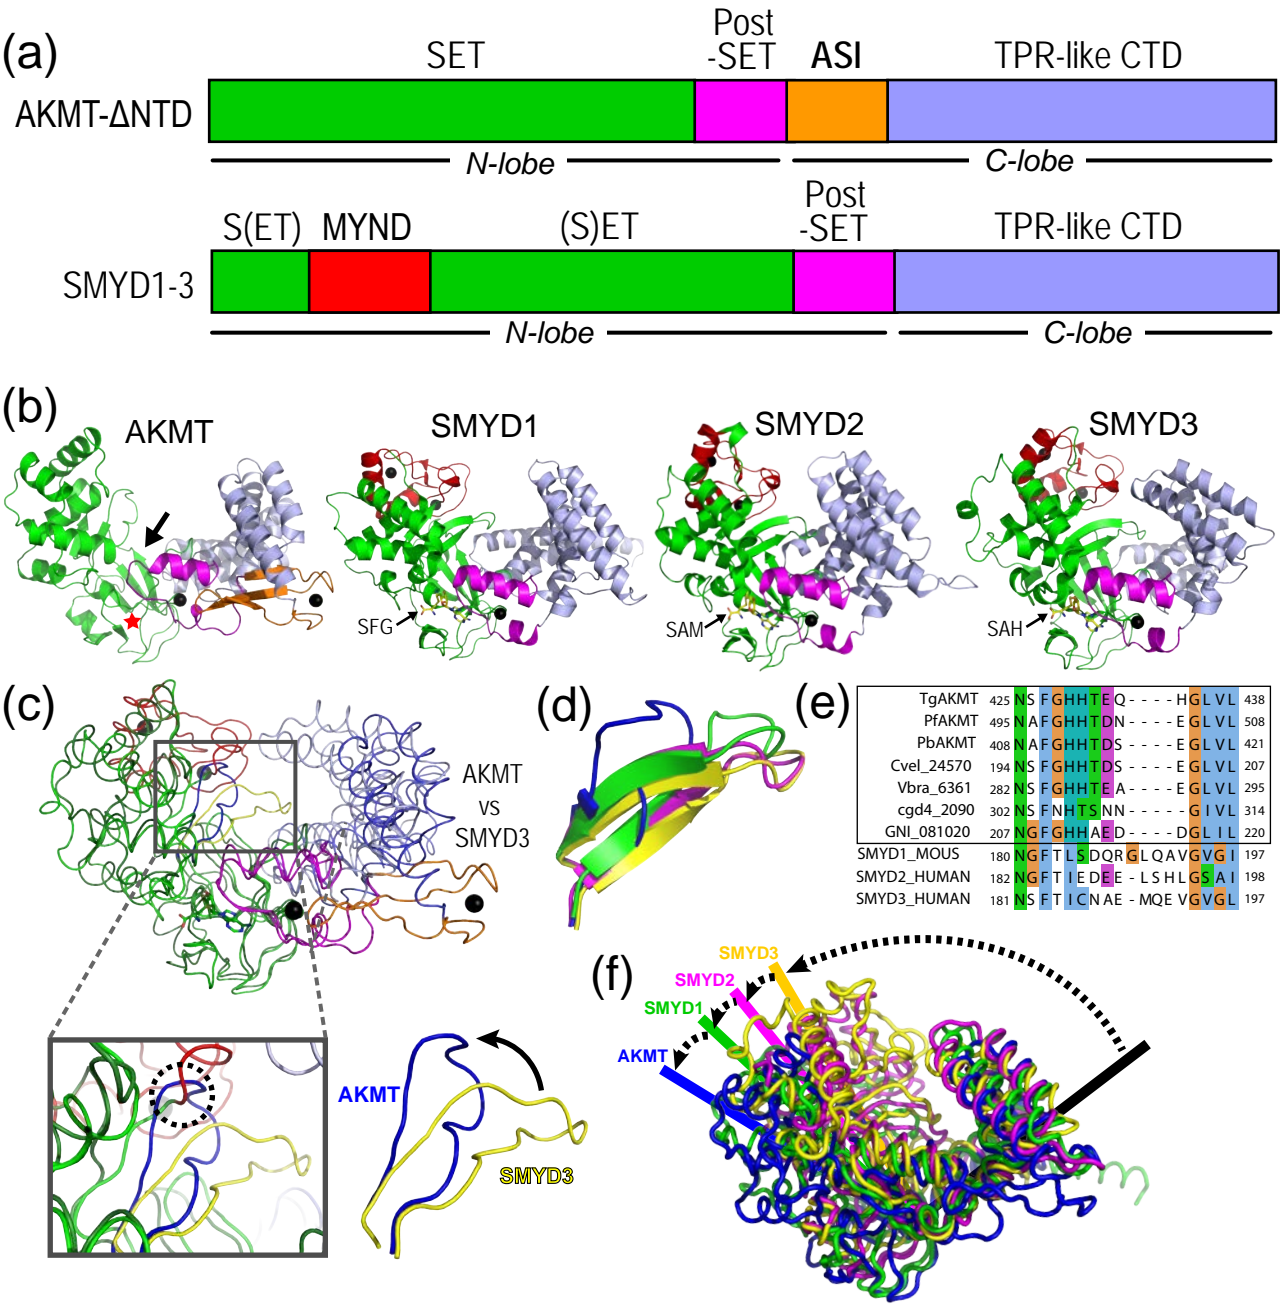 (a)
SET
Post
-SET
ASI
TPR-like CTD
AKMT-ΔNTD
N-lobe
C-lobe
S(ET)
MYND
(S)ET
Post
-SET
TPR-like CTD
SMYD1-3
N-lobe
C-lobe
(b)
AKMT
SMYD1
SMYD2
SMYD3
SFG
SAM
SAH
(c)
AKMT
vs
SMYD3
AKMT
SMYD3
(d)
(e)
TgAKMT 425 NSFGHHTEQ----HGLVL 438
PfAKMT 495 NAFGHHTDN----EGLVL 508
PbAKMT 408 NAFGHHTDS----EGLVL 421
Cvel_24570 194 NSFGHHTDS----EGLVL 207
Vbra_6361 282 NSFGHHTEA----EGLVL 295
cgd4_2090 302 NSFNHTSNN-----GIVL 314
GNI_081020 207 NGFGHHAED----DGLIL 220
SMYD1_MOUS 180 NGFTLSDQRGLQAVGVGI 197
SMYD2_HUMAN 182 NGFTIEDEE-LSHLGSAI 198
SMYD3_HUMAN 181 NSFTICNAE-MQEVGVGL 197
(f)
SMYD3
SMYD2
SMYD1
AKMT